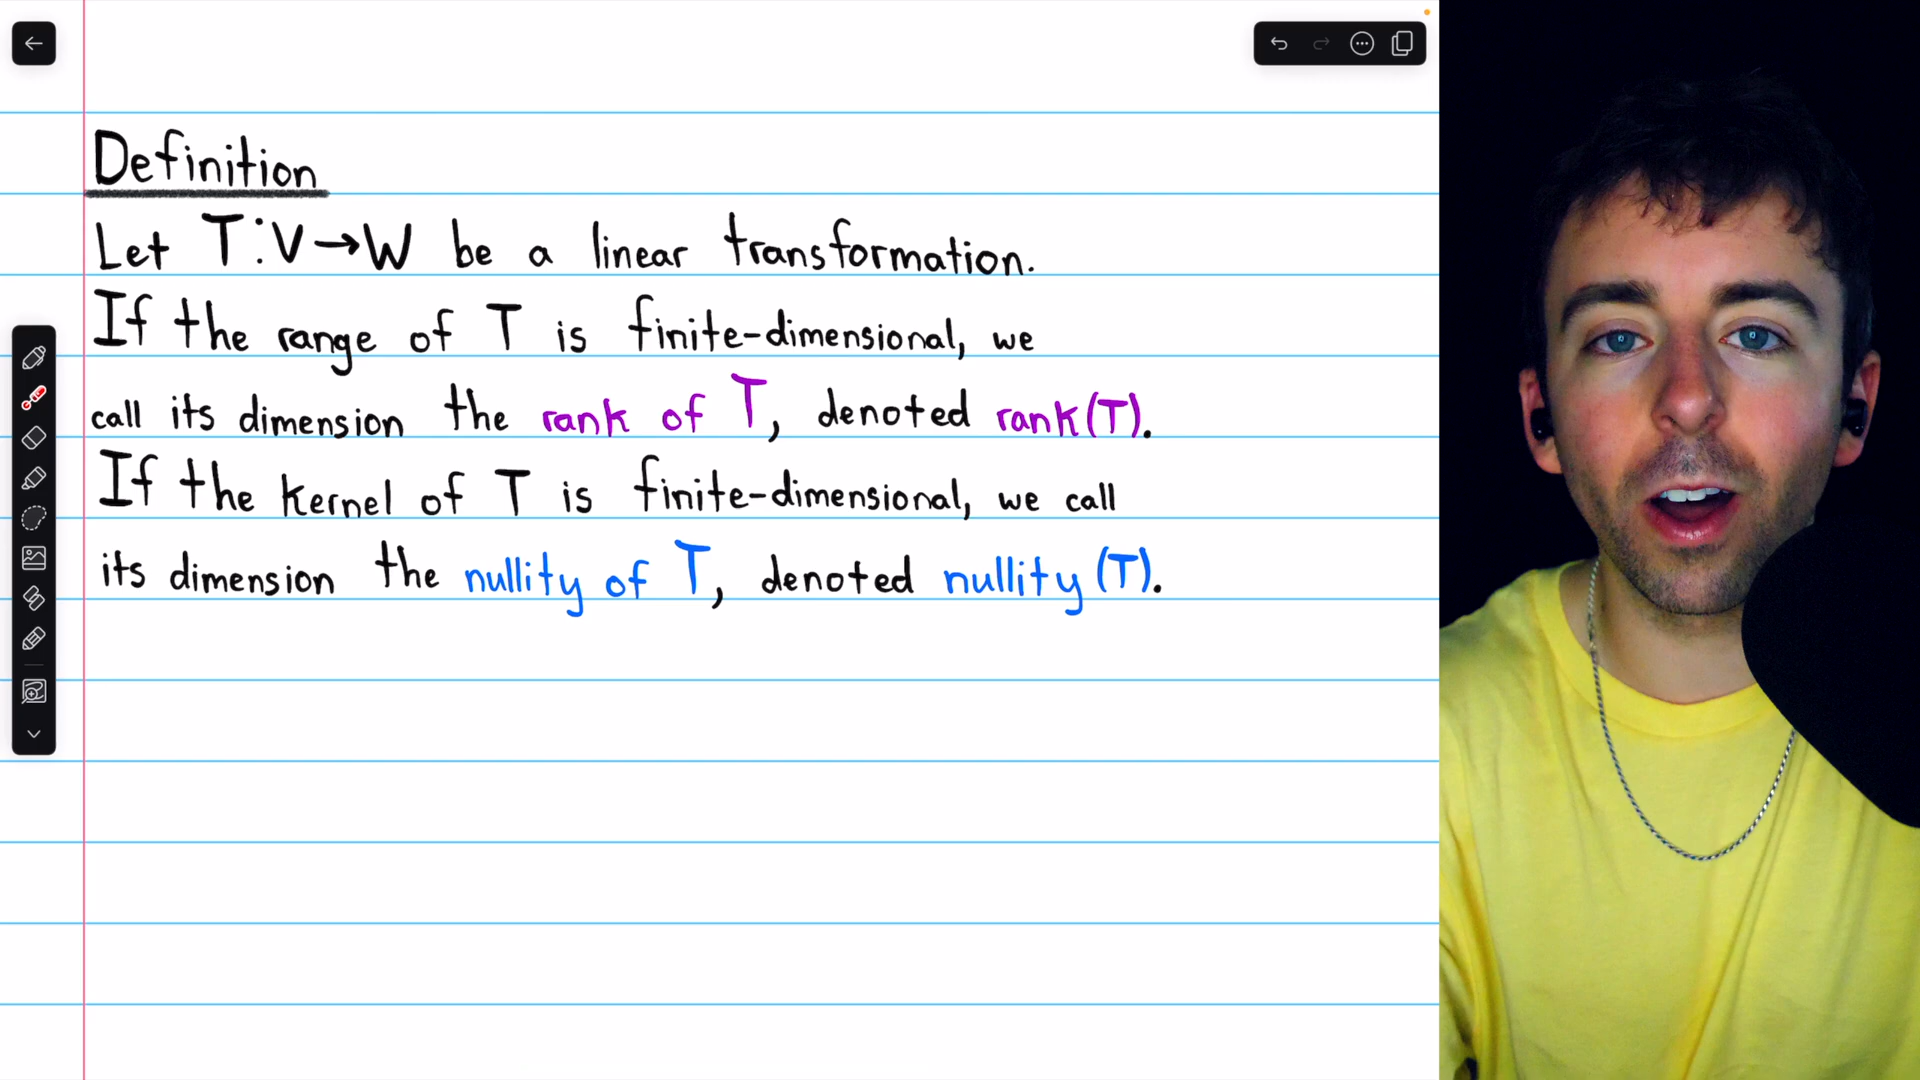 Definition
Let T:V→W be a linear transformation.
If the range of T is finite-dimensional, we
call its dimension the rank of T, denoted rank(T).
If the kernel of T is finite-dimensional, we call
its dimension the nullity of T, denoted nullity(T).